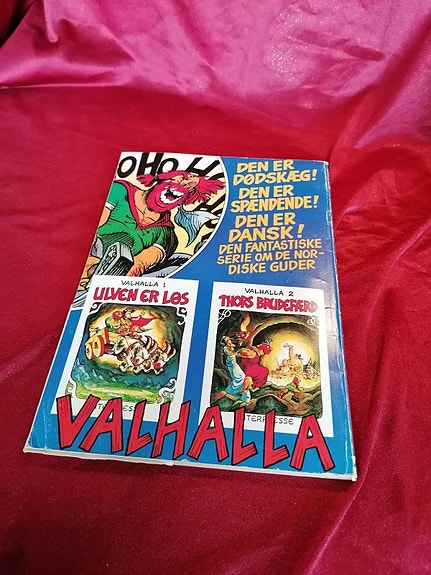 OHO HU
DEN ER
DØDSKÆG!
DEN ER
SPÆNDENDE!
DEN ER
DANSK!
DEN FANTASTISKE
SERIE OM DE NOR-
DISKE GUDER
VALHALLA 1
ULVEN ER LØS
VALHALLA 2
THORS BRUDEFÆRD
VALHALLA